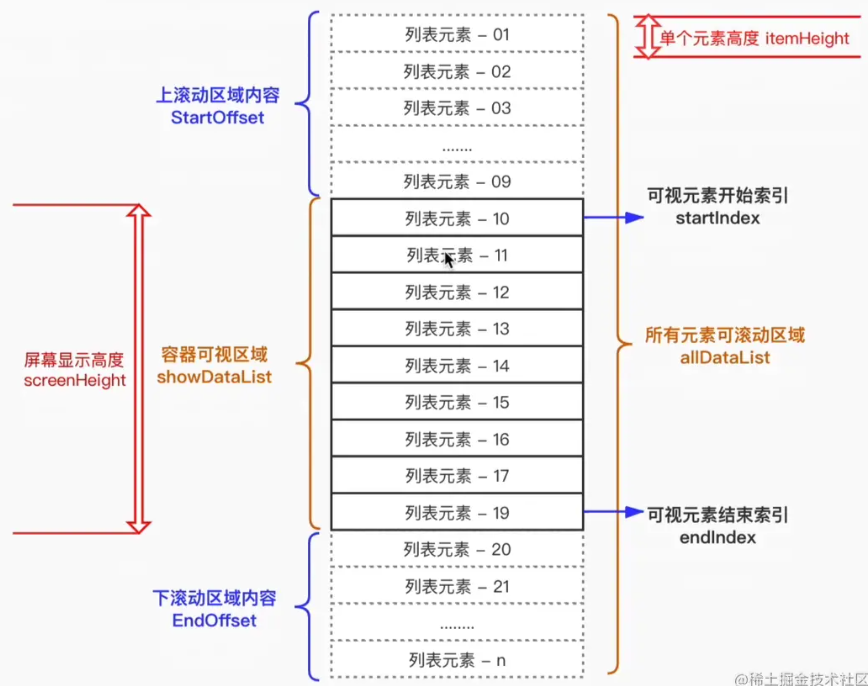 列表元素 – 01
单个元素高度 itemHeight
列表元素 – 02
上滚动区域内容
StartOffset
列表元素 – 03
.......
列表元素 – 09
可视元素开始索引
startIndex
列表元素 – 10
列表元素 – 11
列表元素 – 12
列表元素 – 13
所有元素可滚动区域
allDataList
屏幕显示高度
screenHeight
容器可视区域
showDataList
列表元素 – 14
列表元素 – 15
列表元素 – 16
列表元素 – 17
列表元素 – 19
可视元素结束索引
endIndex
列表元素 – 20
列表元素 – 21
下滚动区域内容
EndOffset
........
列表元素 – n
@稀土掘金技术社区